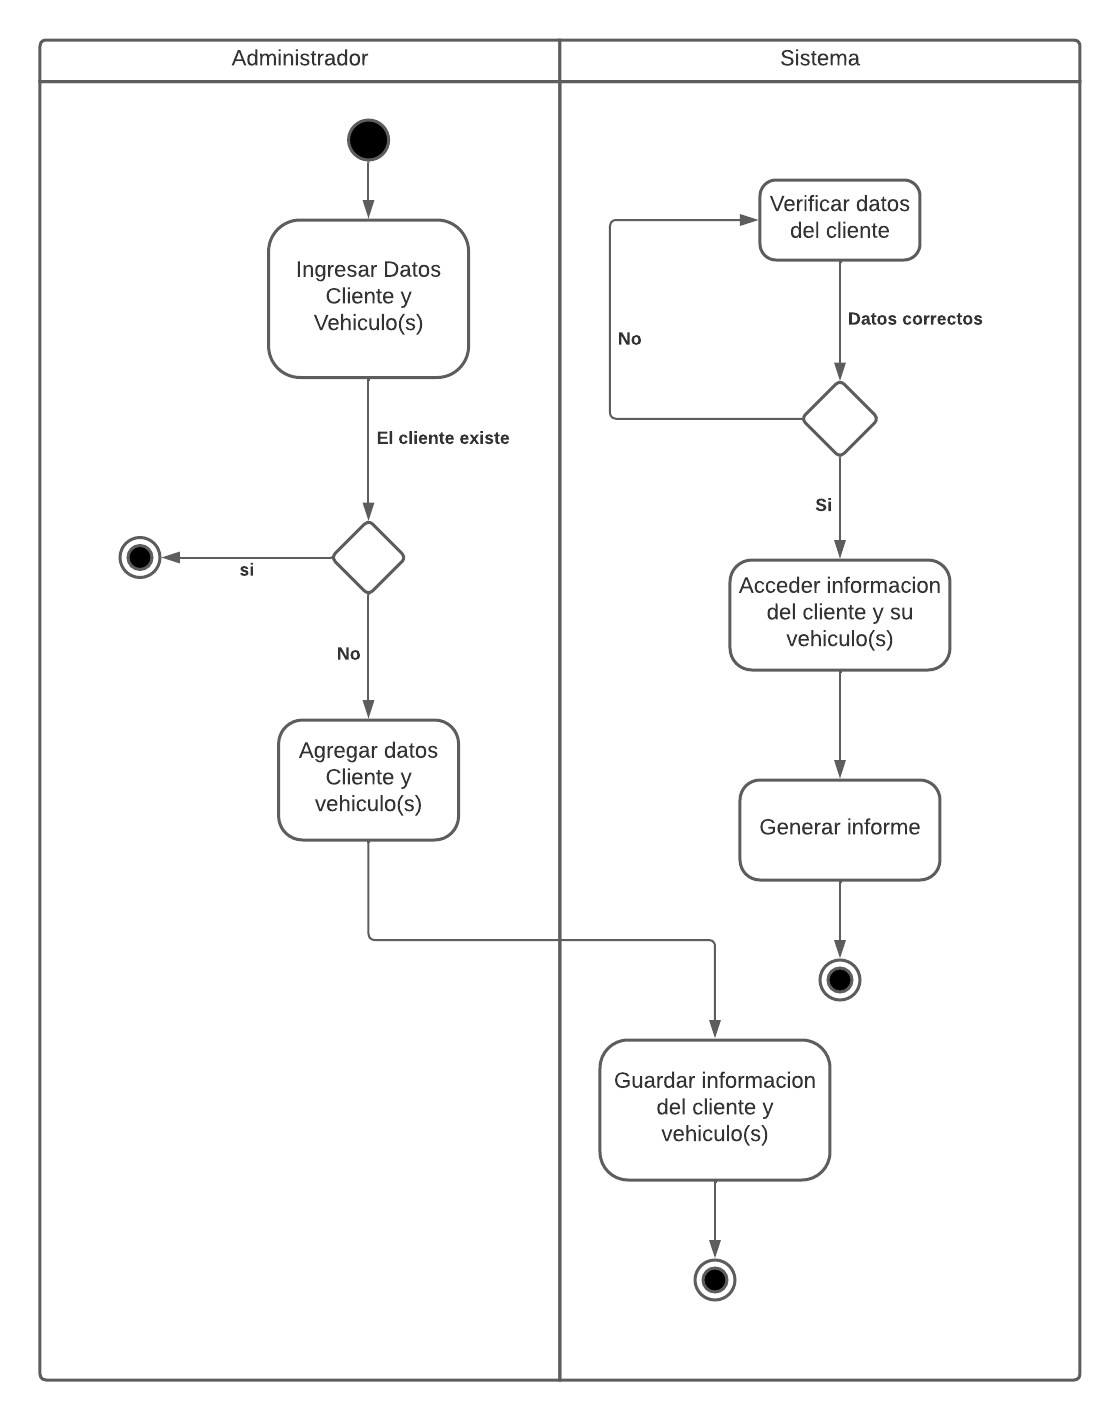 Administrador
Sistema
Ingresar Datos
Cliente y
Vehiculo(s)
El cliente existe
si
No
Agregar datos
Cliente y
vehiculo(s)
Verificar datos
del cliente
Datos correctos
No
Si
Acceder informacion
del cliente y su
vehiculo(s)
Generar informe
Guardar informacion
del cliente y
vehiculo(s)